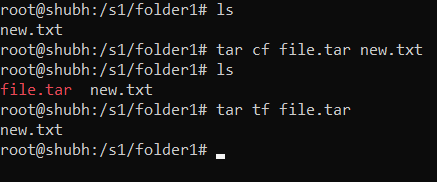 root@shubh:/s1/folder1# ls
new.txt
root@shubh:/s1/folder1# tar cf file.tar new.txt
root@shubh:/s1/folder1# ls
file.tar  new.txt
root@shubh:/s1/folder1# tar tf file.tar
new.txt
root@shubh:/s1/folder1#